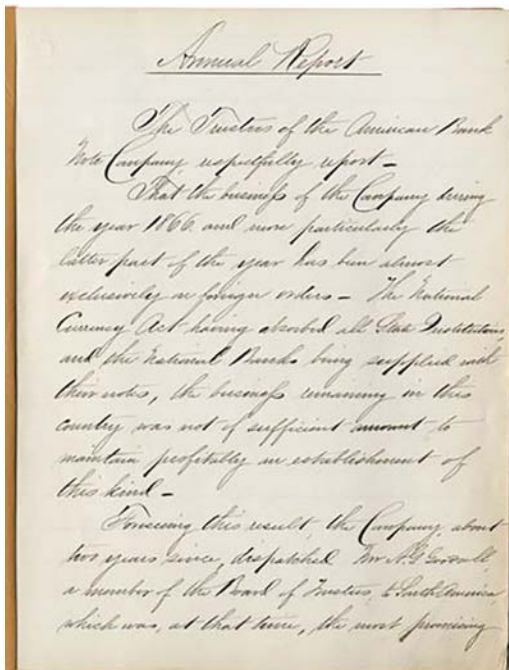 Annual Report
The Trustees of the American Bank
Note Company respectfully report –
That the business of the Company during
the year 1866 and more particularly the
latter part of the year has been almost
exclusively on foreign orders – The National
Currency Act having absorbed all State Institutions,
and the National Banks being supplied with
their notes, the business remaining in this
country was not of sufficient amount to
maintain profitably an establishment of
this kind –
Foreseeing this result, the Company, about
two years since, dispatched Mr A. G. Goodall,
a member of the Board of Trustees, to South America,
which was, at that time, the most promising